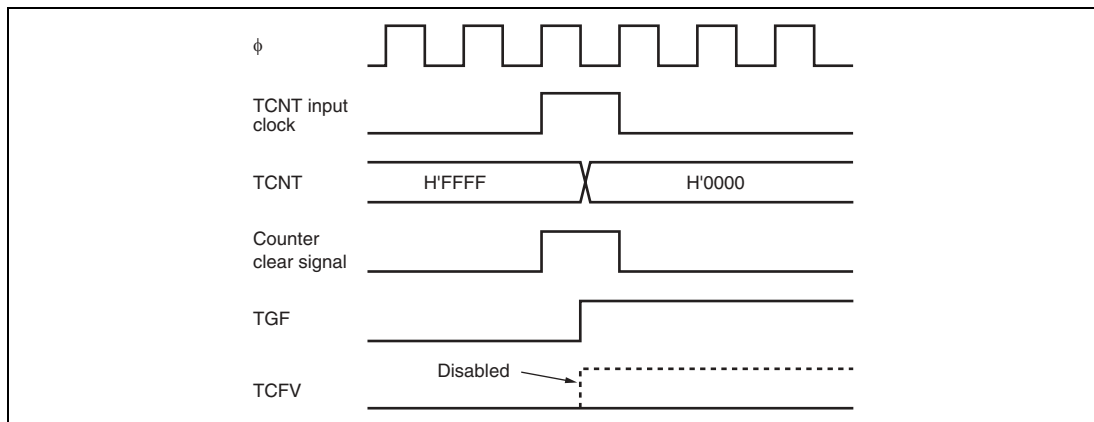 ϕ
TCNT input
clock
TCNT
H'FFFF
H'0000
Counter
clear signal
TGF
Disabled
TCFV